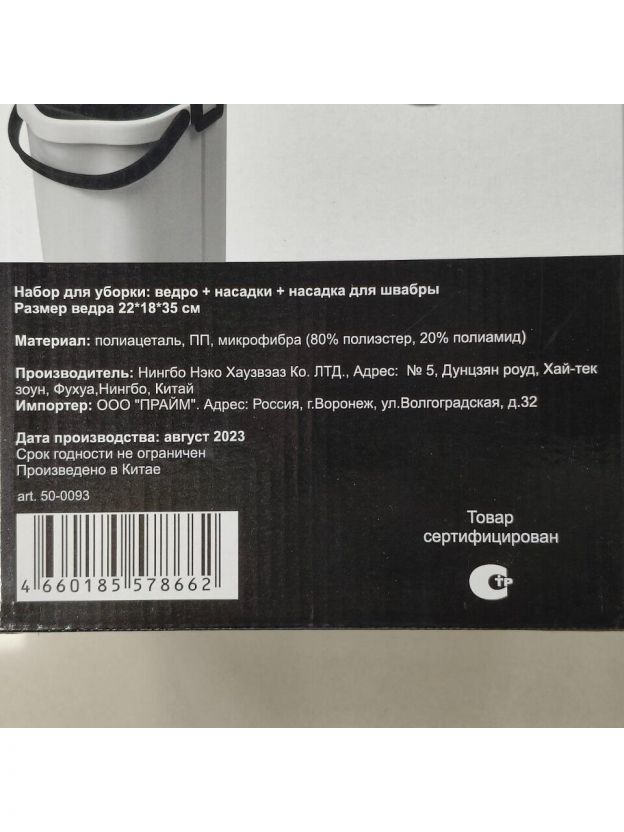 Набор для уборки: ведро + насадки + насадка для швабры
Размер ведра 22*18*35 см
Материал: полиацеталь, ПП, микрофибра (80% полиэстер, 20% полиамид)
Производитель: Нингбо Нэко Хаузвэаз Ко. ЛТД., Адрес: № 5, Дунцзян роуд, Хай-тек
зоун, Фухуа,Нингбо, Китай
Импортер: ООО "ПРАЙМ". Адрес: Россия, г.Воронеж, ул.Волгоградская, д.32
Дата производства: август 2023
Срок годности не ограничен
Произведено в Китае
art. 50-0093
4 660185 578662
Товар
сертифицирован
СТР